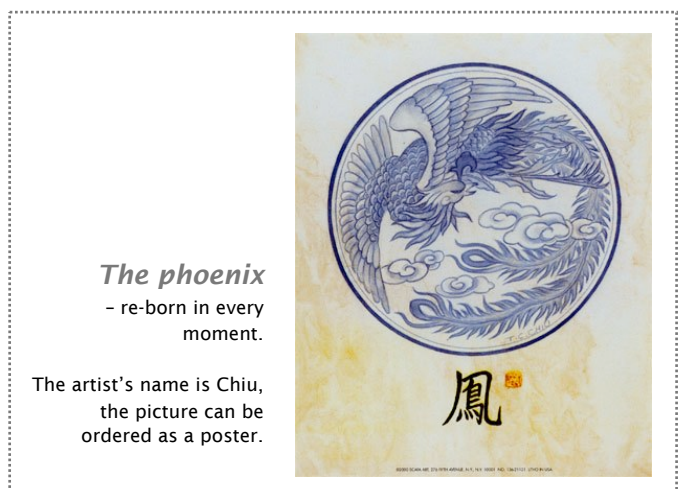 The phoenix
– re-born in every
moment.
The artist’s name is Chiu,
the picture can be
ordered as a poster.
鳳